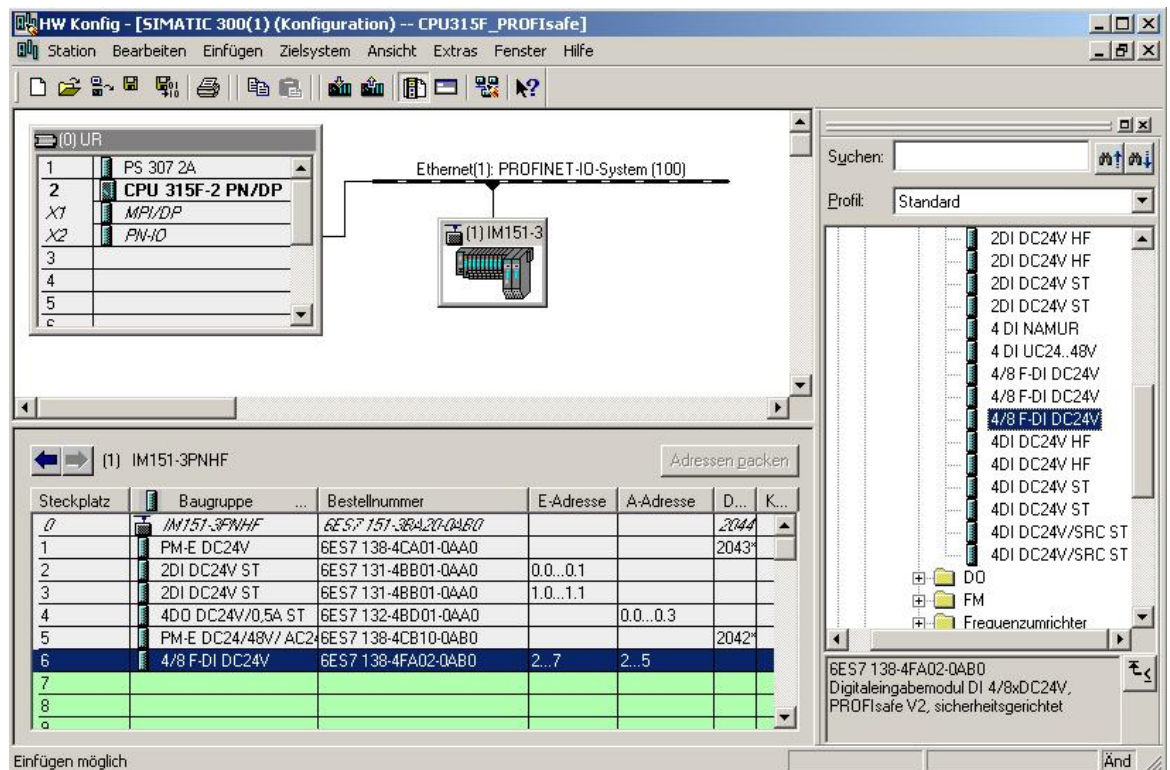 HW Konfig - [SIMATIC 300(1) (Konfiguration) -- CPU315F_PROFIsafe]
Station Bearbeiten Einfügen Zielsystem Ansicht Extras Fenster Hilfe
(0) UR
1 PS 307 2A
2 CPU 315F-2 PN/DP
X1 MPI/DP
X2 PN-IO
3
4
5
Ethernet(1): PROFINET-IO-System (100)
(1) IM151-3
Suchen:
Profil: Standard
2DI DC24V HF
2DI DC24V HF
2DI DC24V ST
2DI DC24V ST
4 DI NAMUR
4 DI UC24..48V
4/8 F-DI DC24V
4/8 F-DI DC24V
4/8 F-DI DC24V
4DI DC24V HF
4DI DC24V HF
4DI DC24V ST
4DI DC24V ST
4DI DC24V/SRC ST
4DI DC24V/SRC ST
DO
FM
Frequenzumrichter
6ES7 138-4FA02-0AB0
Digitaleingabemodul DI 4/8xDC24V,
PROFIsafe V2, sicherheitsgerichtet
(1) IM151-3PNHF
Adressen packen
Steckplatz Baugruppe ... Bestellnummer E-Adresse A-Adresse D... K...
0 IM151-3PNHF 6ES7 151-3BA20-0AB0 2044
1 PM-E DC24V 6ES7 138-4CA01-0AA0 2043*
2 2DI DC24V ST 6ES7 131-4BB01-0AA0 0.0...0.1
3 2DI DC24V ST 6ES7 131-4BB01-0AA0 1.0...1.1
4 4DO DC24V/0,5A ST 6ES7 132-4BD01-0AA0 0.0...0.3
5 PM-E DC24/48V/ AC24 6ES7 138-4CB10-0AB0 2042*
6 4/8 F-DI DC24V 6ES7 138-4FA02-0AB0 2...7 2...5
7
8
9
Einfügen möglich
Änd